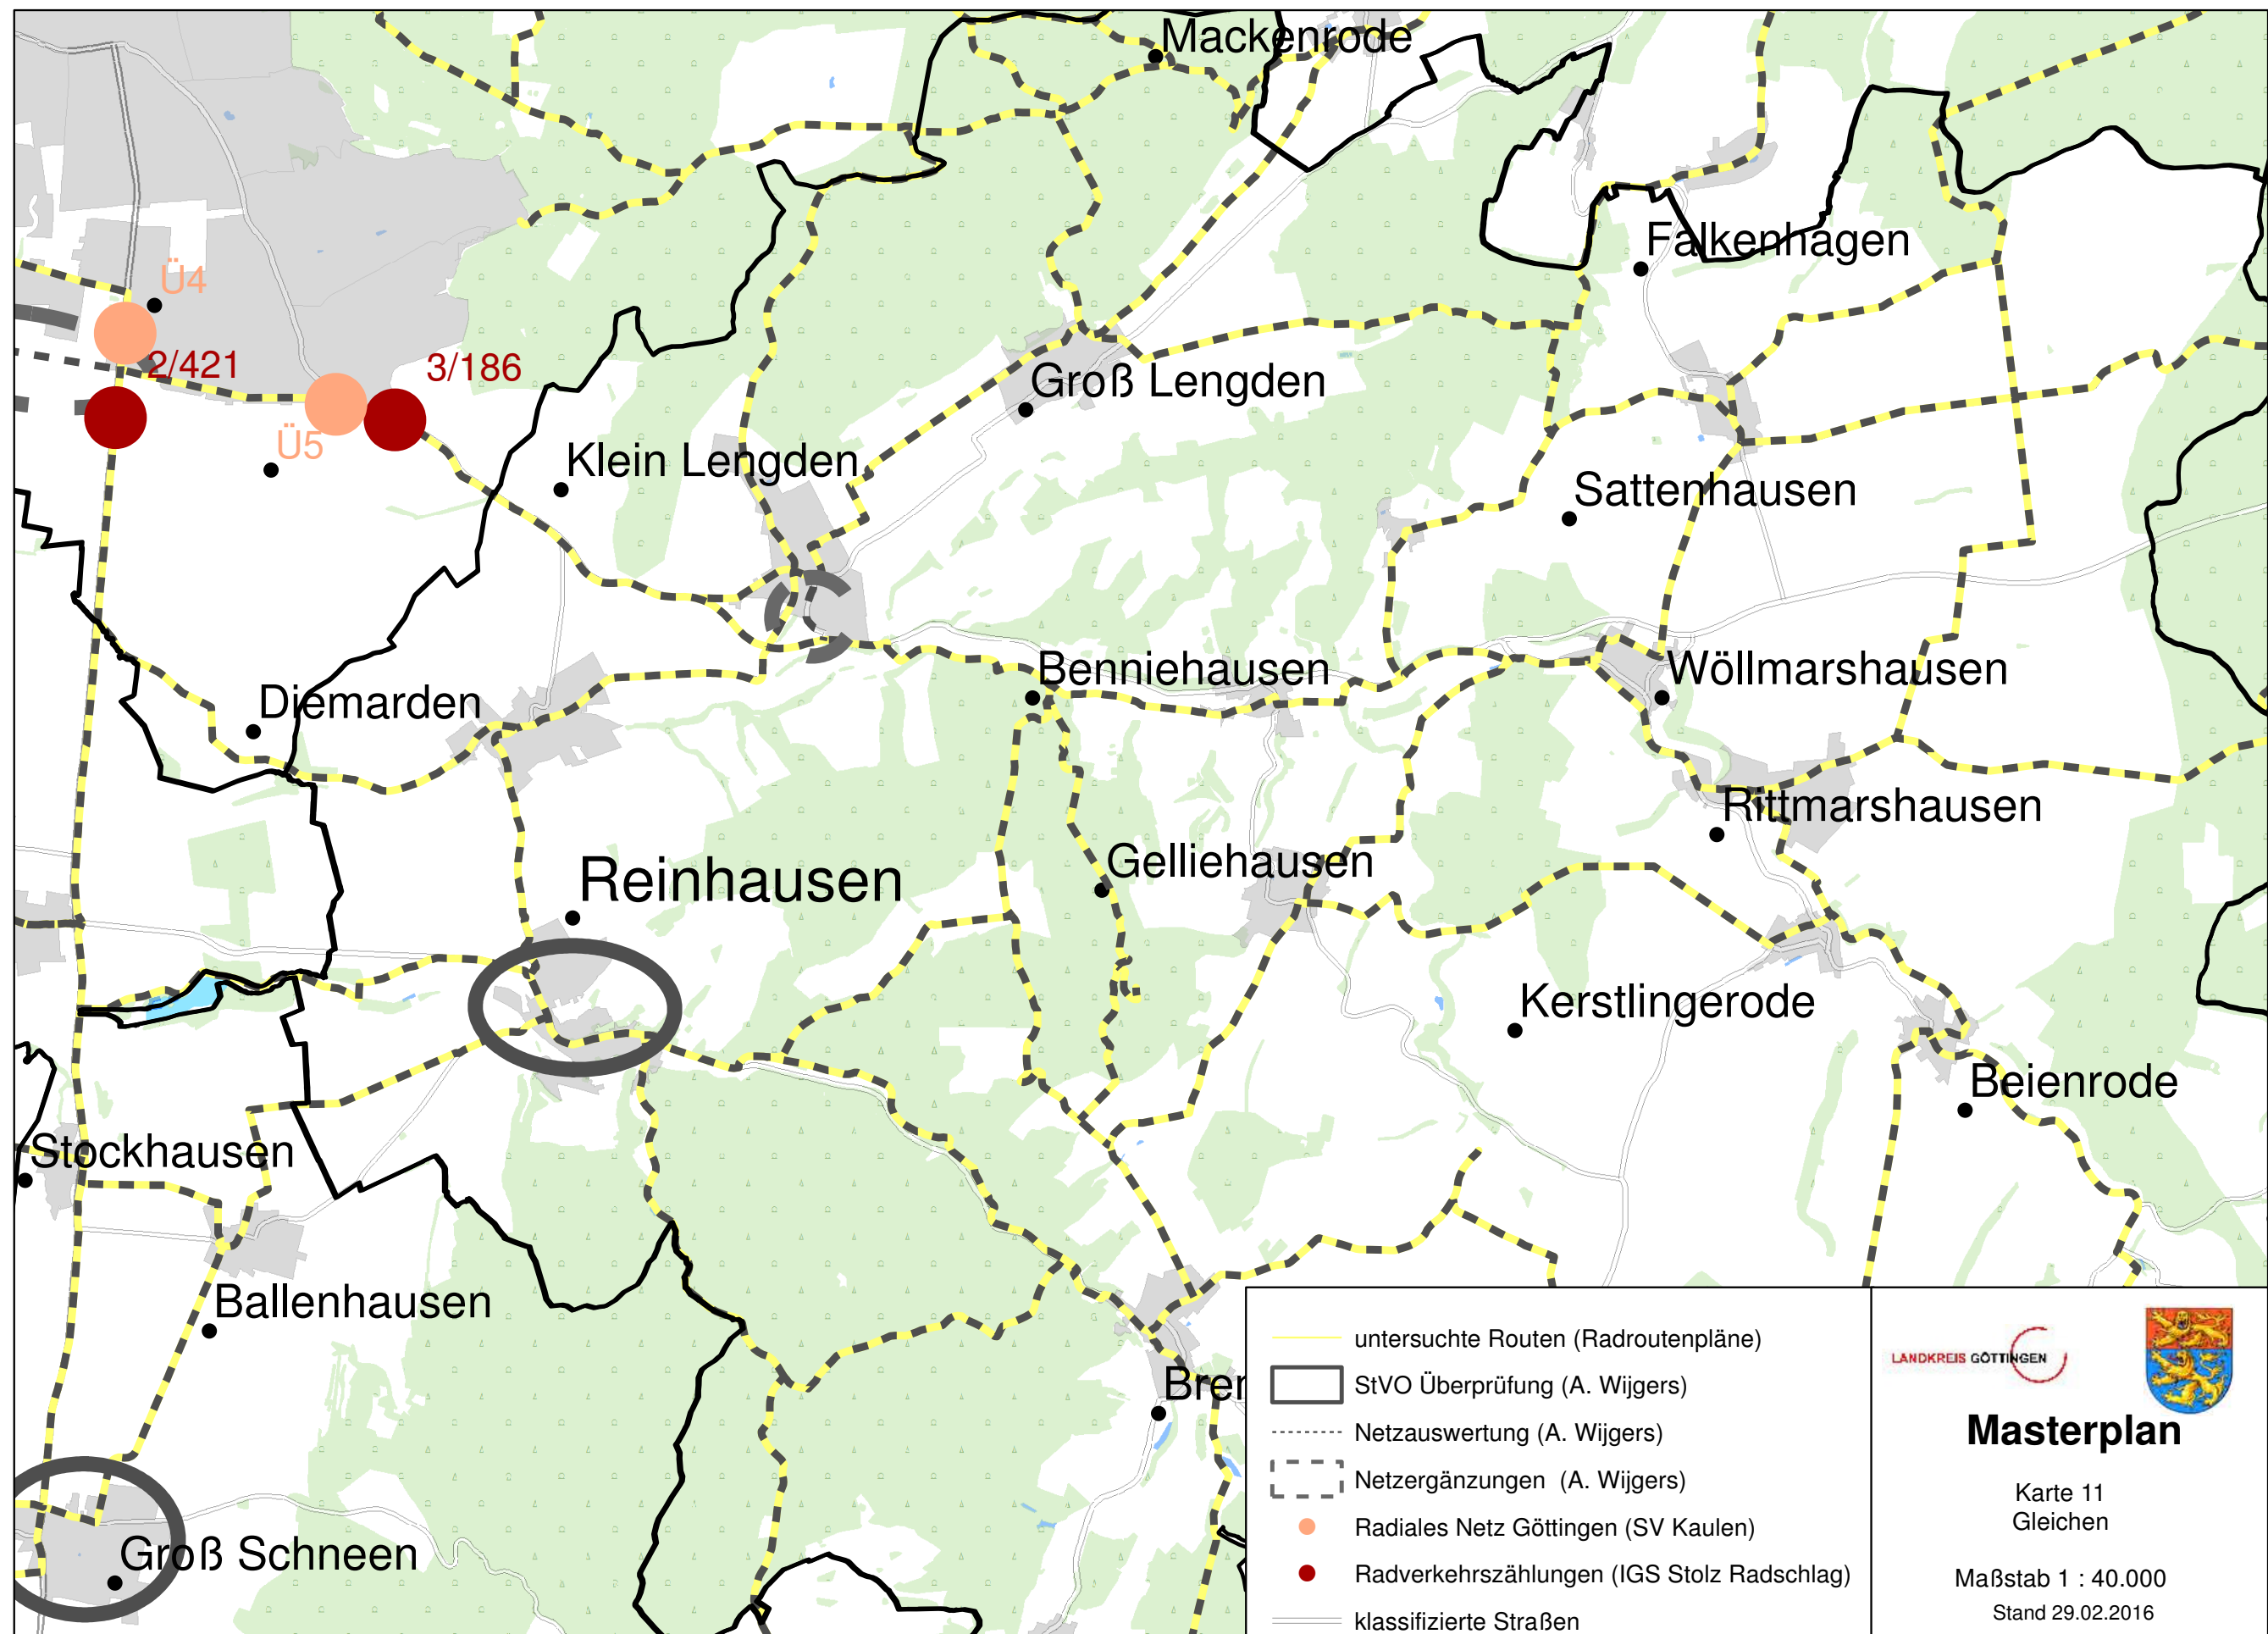 Mackenrode
Falkenhagen
Ü4
2/421
3/186
Groß Lengden
Ü5
Klein Lengden
Sattenhausen
Benniehausen
Wöllmarshausen
Diemarden
Rittmarshausen
Gelliehausen
Reinhausen
Kerstlingerode
Beienrode
Stockhausen
Ballenhausen
Brem
Groß Schneen
untersuchte Routen (Radroutenpläne)
StVO Überprüfung (A. Wijgers)
Netzauswertung (A. Wijgers)
Netzergänzungen (A. Wijgers)
Radiales Netz Göttingen (SV Kaulen)
Radverkehrszählungen (IGS Stolz Radschlag)
klassifizierte Straßen
LANDKREIS GÖTTINGEN
Masterplan
Karte 11
Gleichen
Maßstab 1 : 40.000
Stand 29.02.2016